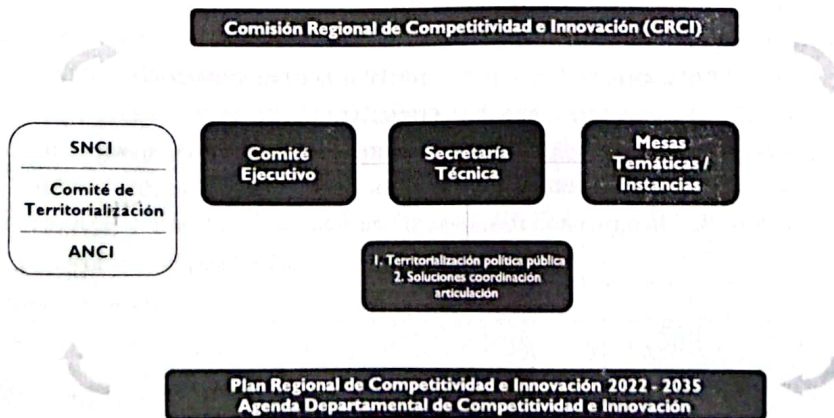 Comisión Regional de Competitividad e Innovación (CRCI)
SNCI
Comité de
Territorialización
ANCI
Comité
Ejecutivo
Secretaría
Técnica
Mesas
Temáticas /
Instancias
1. Territorialización política pública
2. Soluciones coordinación
articulación
Plan Regional de Competitividad e Innovación 2022 - 2035
Agenda Departamental de Competitividad e Innovación